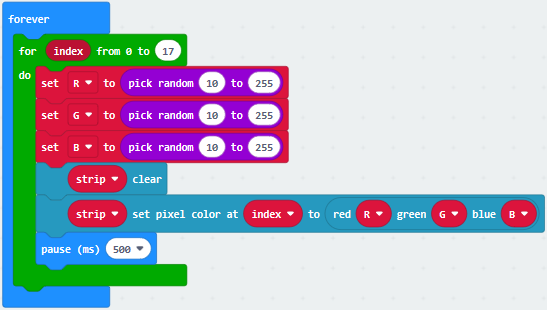 forever
for index from 0 to 17
do
set R to pick random 10 to 255
set G to pick random 10 to 255
set B to pick random 10 to 255
strip clear
strip set pixel color at index to red R green G blue B
pause (ms) 500